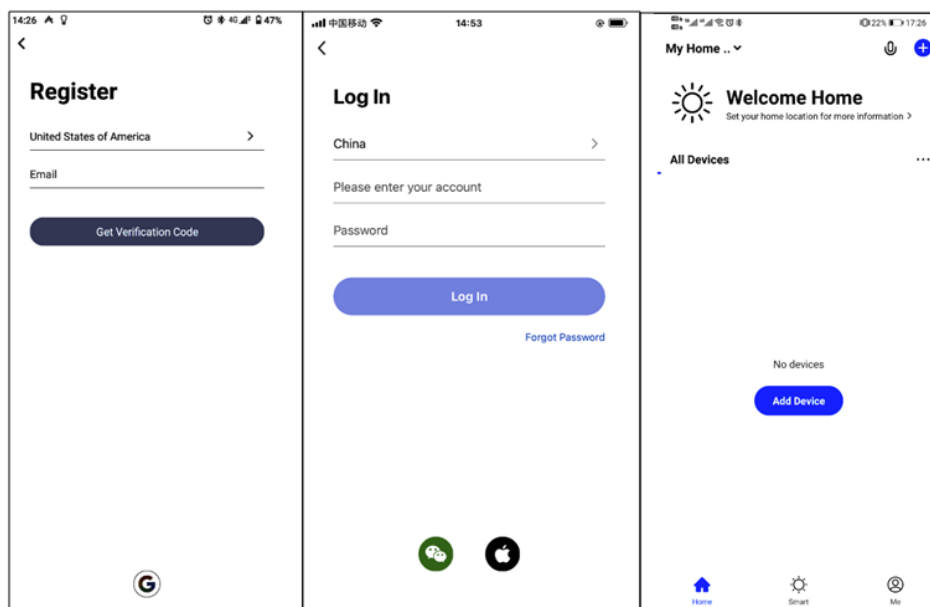 14:26
4G
47%
Register
United States of America
Email
Get Verification Code
G
中国移动
14:53
Log In
China
Please enter your account
Password
Log In
Forgot Password
22%
17:26
My Home ..
Welcome Home
Set your home location for more information >
All Devices
...
No devices
Add Device
Home
Smart
Me